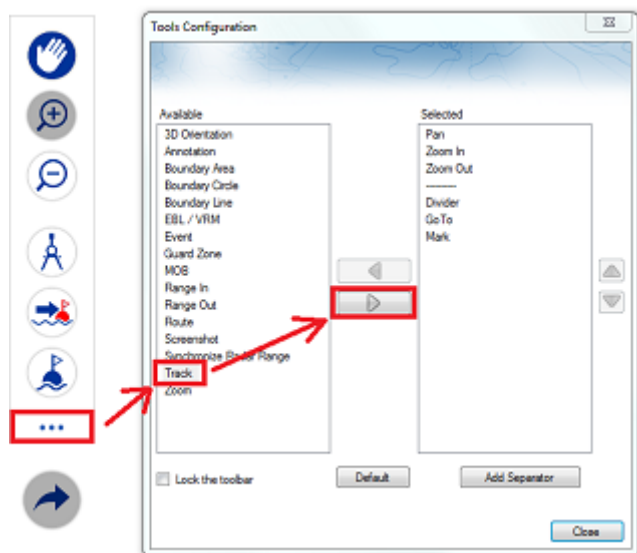 Tools Configuration
Available
Selected
3D Orientation
Annotation
Boundary Area
Boundary Circle
Boundary Line
EBL / VRM
Event
Guard Zone
MOB
Range In
Range Out
Route
Screenshot
Synchronize Radar Range
Track
Zoom
Pan
Zoom In
Zoom Out
--------
Divider
GoTo
Mark
Lock the toolbar
Default
Add Separator
Close